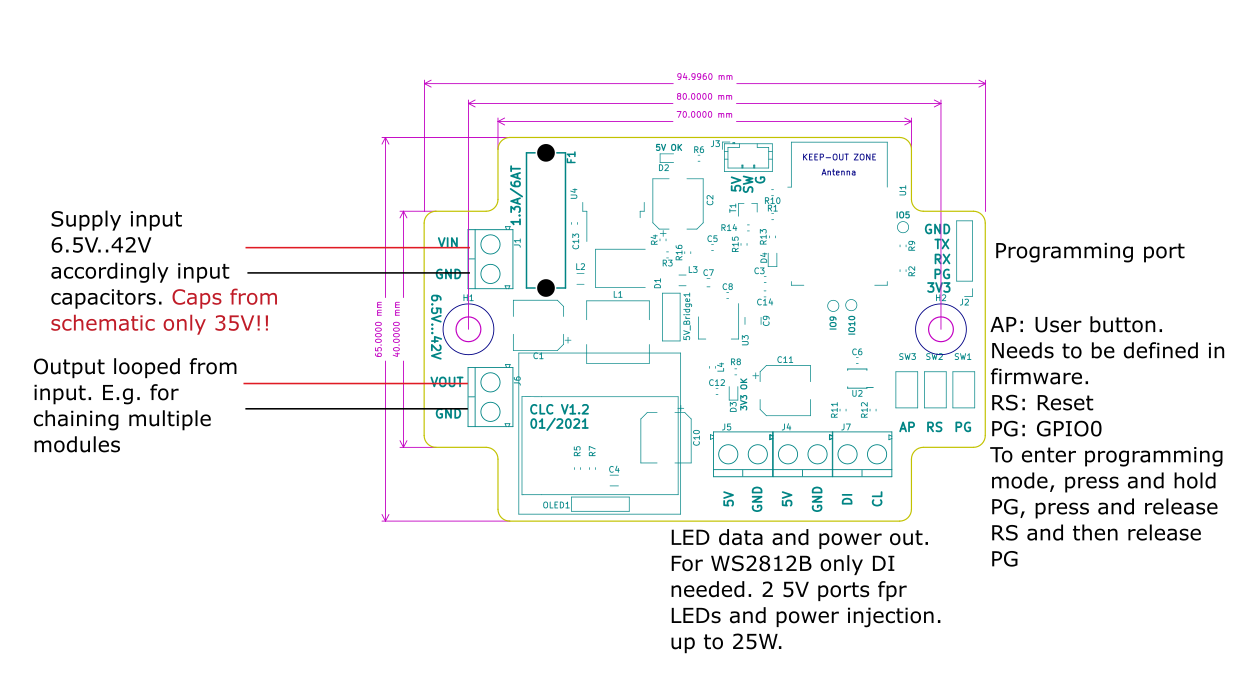 94.9960 mm
80.0000 mm
70.0000 mm
65.0000 mm
40.0000 mm
Supply input
6.5V..42V
accordingly input
capacitors. Caps from
schematic only 35V!!
Output looped from
input. E.g. for
chaining multiple
modules
VIN
GND
J1
H1
6.5V...42V
VOUT
GND
J6
1.3A/6AT
F1
U4
C13
L2
L1
C1
+
D1
5V OK
D2
R6
J3
5V
SW
G
C2
+
T1
R10
R1
R14
R15
R13
R4
R16
R3
C5
D4
L3
C7
C3
C8
C14
C9
U3
5V_Bridge1
KEEP-OUT ZONE
Antenna
U1
IO5
R9
R2
GND
TX
RX
PG
3V3
J2
H2
IO9
IO10
Programming port
CLC V1.2
01/2021
R5
R7
C4
OLED1
C10
+
L4
R8
C12
D3
3V3 OK
C11
+
C6
U2
R11
R12
SW3
SW2
SW1
AP
RS
PG
J5
J4
J7
5V
GND
5V
GND
DI
CL
AP: User button.
Needs to be defined in
firmware.
RS: Reset
PG: GPIO0
To enter programming
mode, press and hold
PG, press and release
RS and then release
PG
LED data and power out.
For WS2812B only DI
needed. 2 5V ports fpr
LEDs and power injection.
up to 25W.